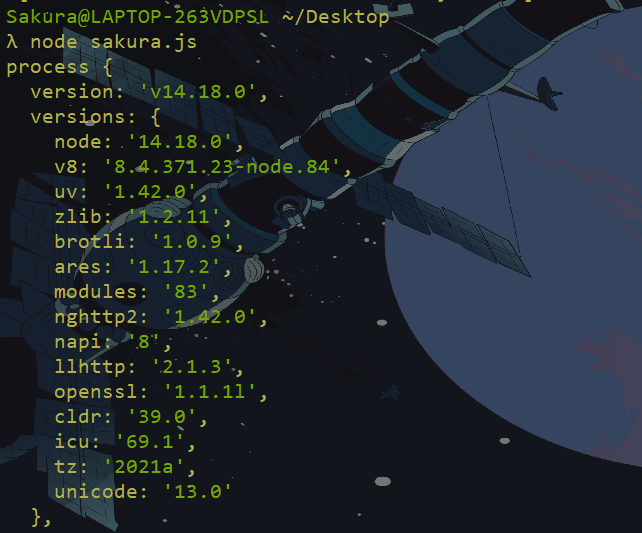 Sakura@LAPTOP-263VDPSL ~/Desktop
λ node sakura.js
process {
  version: 'v14.18.0',
  versions: {
    node: '14.18.0',
    v8: '8.4.371.23-node.84',
    uv: '1.42.0',
    zlib: '1.2.11',
    brotli: '1.0.9',
    ares: '1.17.2',
    modules: '83',
    nghttp2: '1.42.0',
    napi: '8',
    llhttp: '2.1.3',
    openssl: '1.1.1l',
    cldr: '39.0',
    icu: '69.1',
    tz: '2021a',
    unicode: '13.0'
  },